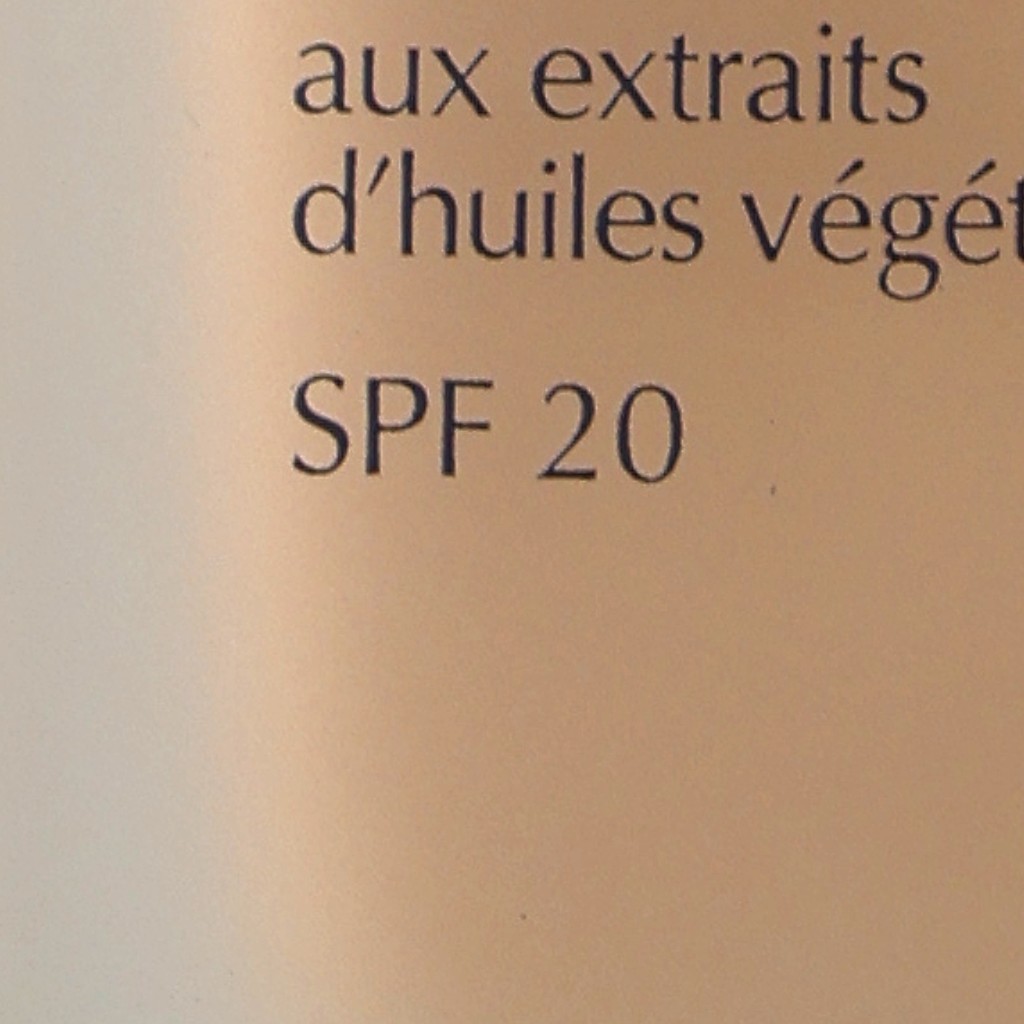 aux extraits
d'huiles végét
SPF 20